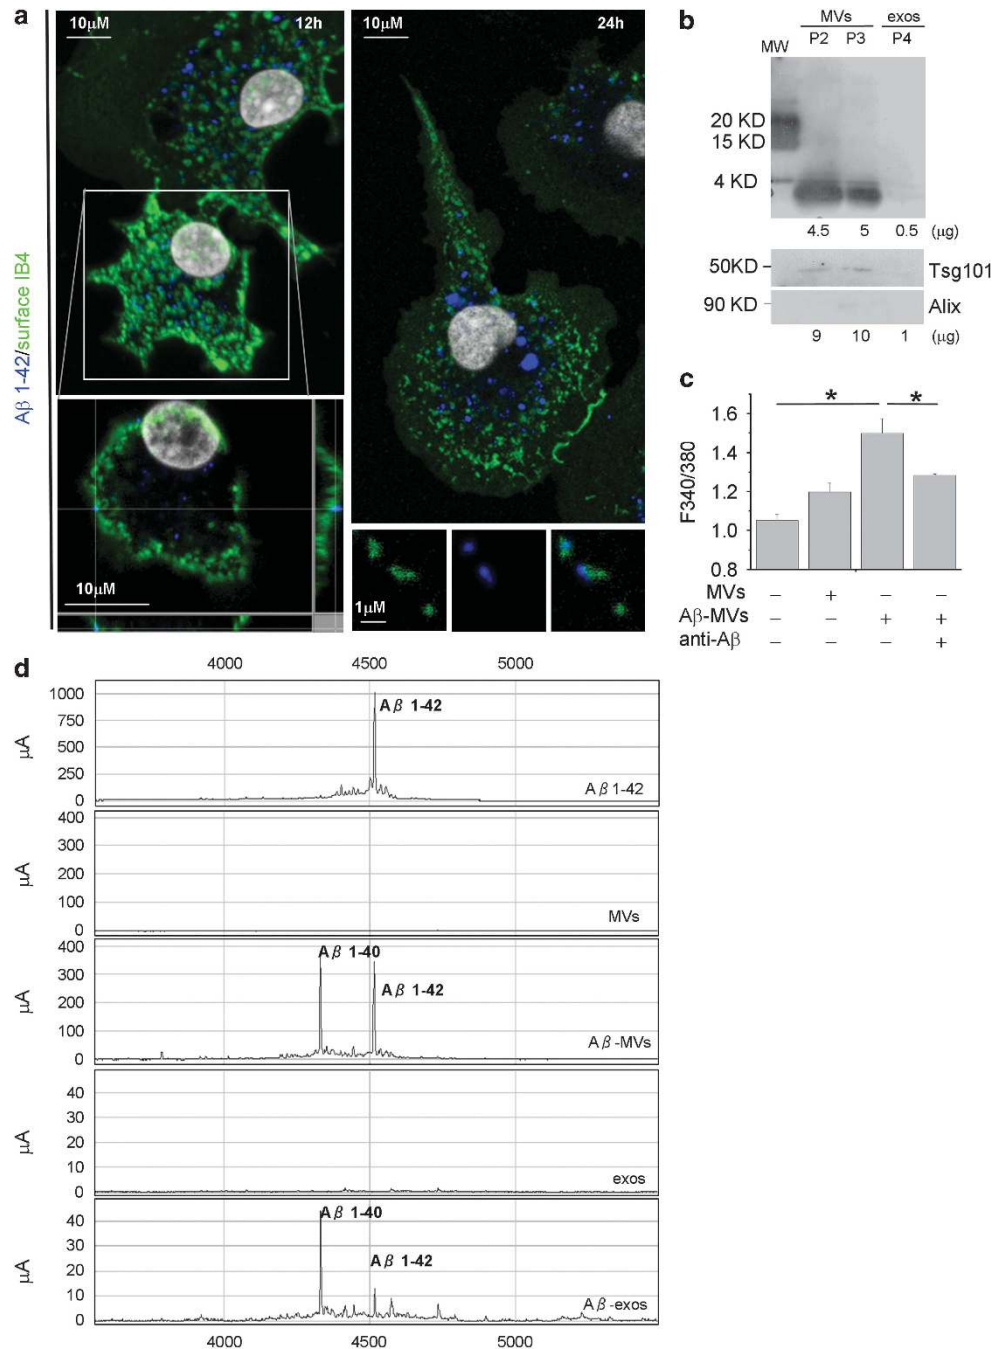 a
10µM 12h
10µM 24h
Aβ 1-42/surface IB4
10µM
1µM
b
MVs exos
MW P2 P3 P4
20 KD
15 KD
4 KD
4.5 5 0.5 (µg)
50KD Tsg101
90 KD Alix
9 10 1 (µg)
c
* *
F340/380
1.6
1.4
1.2
1.0
0.8
MVs – + – –
Aβ-MVs – – + +
anti-Aβ – – – +
d
4000 4500 5000
µA
1000
750
500
250
0
Aβ 1-42
Aβ1-42
µA
400
300
200
100
0
MVs
µA
400
300
200
100
0
Aβ 1-40
Aβ 1-42
Aβ-MVs
µA
40
30
20
10
0
exos
µA
40
30
20
10
0
Aβ 1-40
Aβ 1-42
Aβ-exos
4000 4500 5000